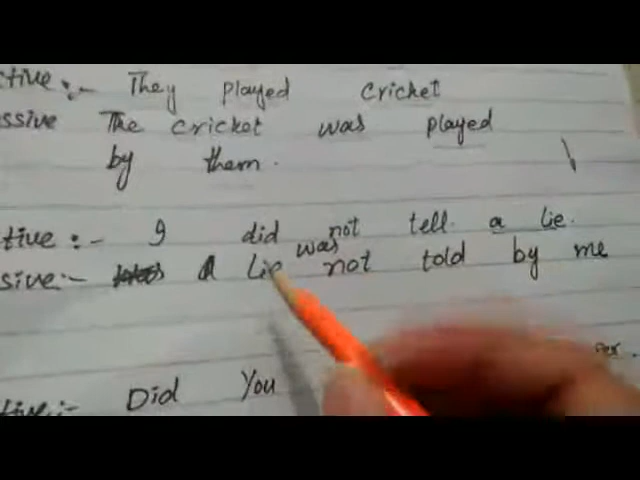 ctive :- They played cricket
ssive The cricket was played
by them.
tive :- I did not tell a lie.
sive :- A Lie was not told by me
tive :- Did You